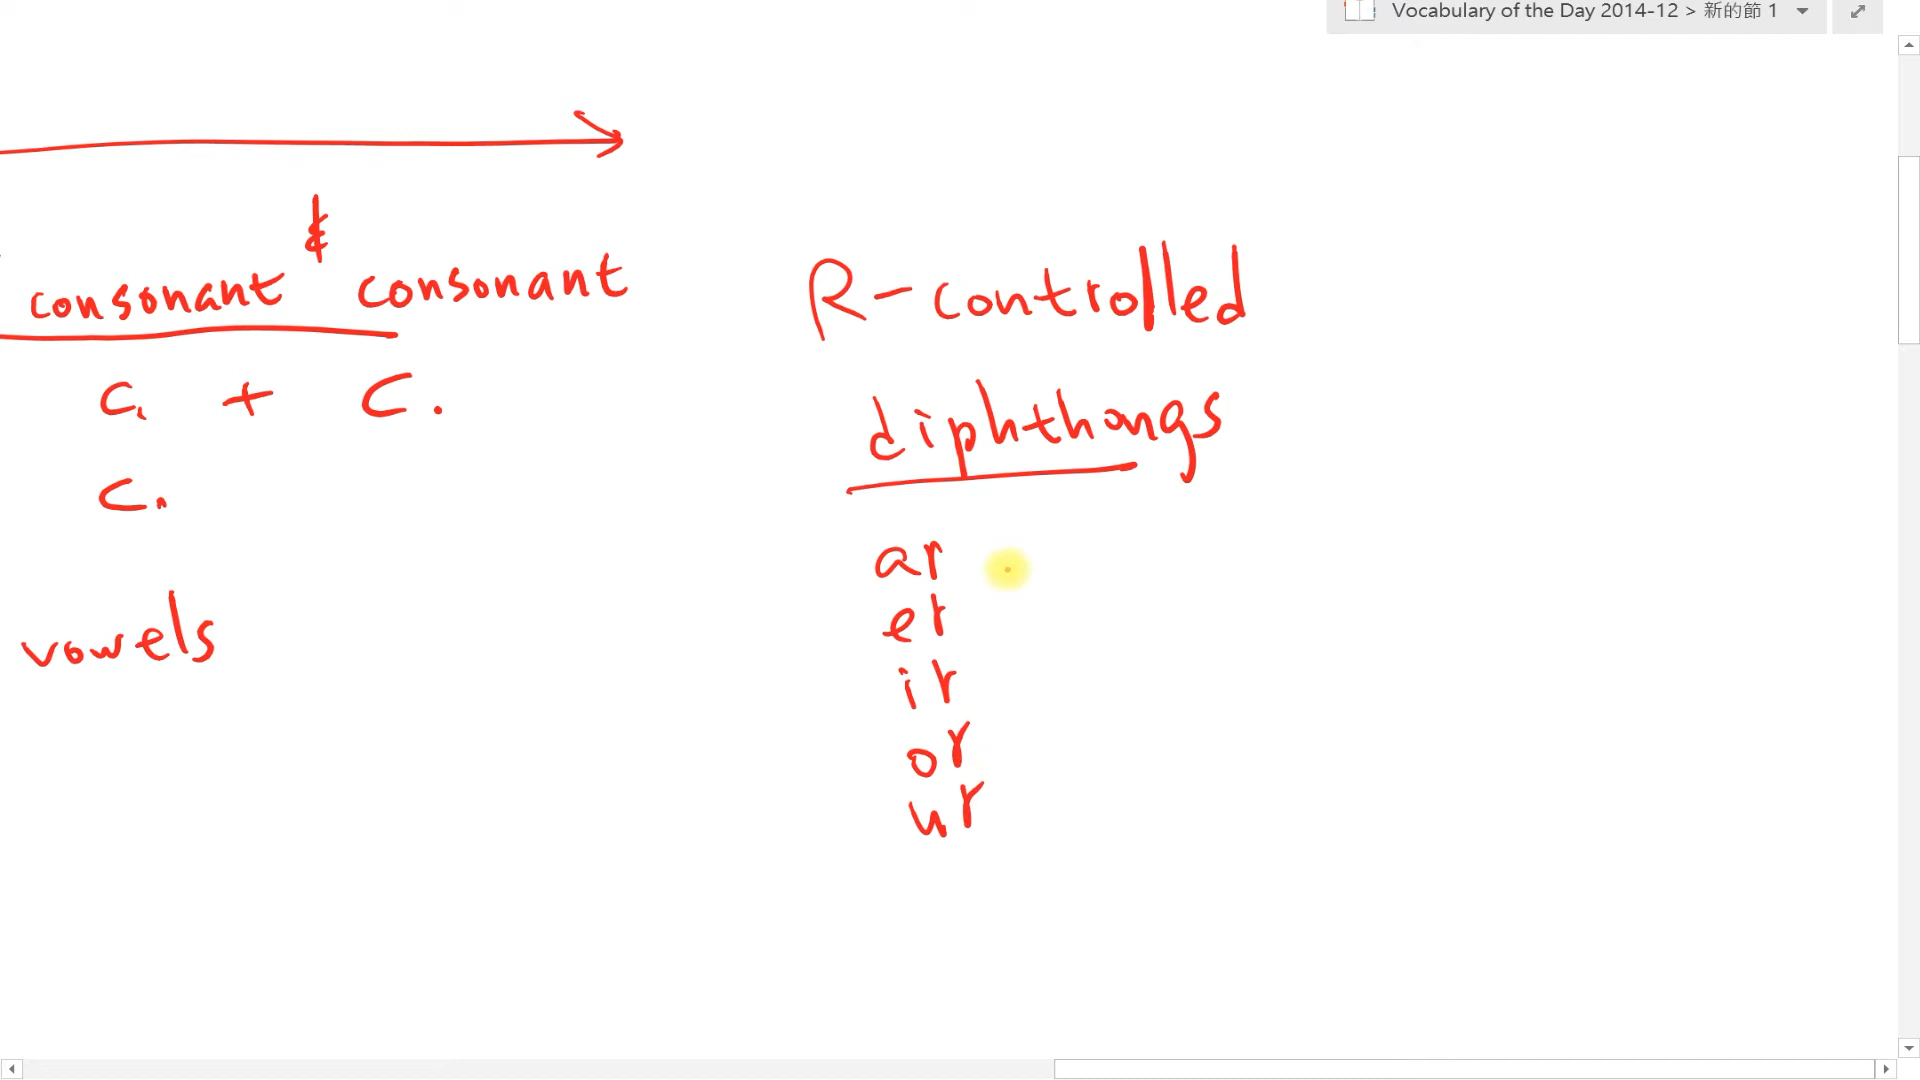 Vocabulary of the Day 2014-12 > 新的節 1
&
consonant consonant
C. + C.
C.
vowels
R-controlled
diphthongs
ar
er
ir
or
ur